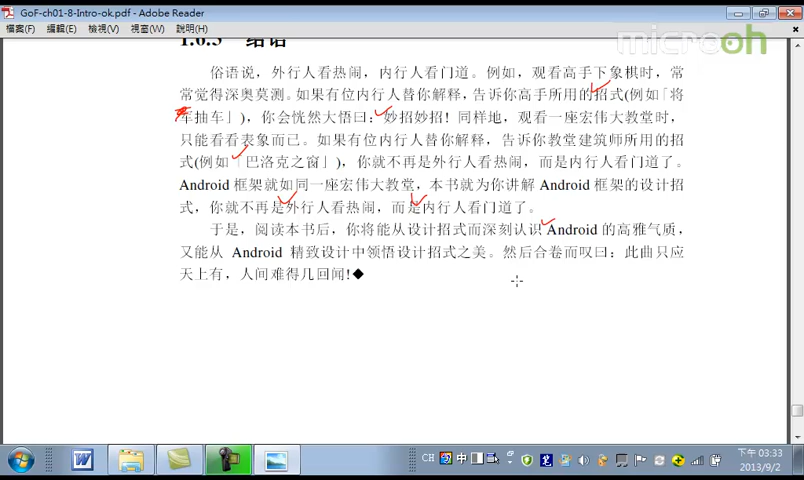 GoF-ch01-8-Intro-ok.pdf - Adobe Reader
檔案(F) 編輯(E) 檢視(V) 視窗(W) 說明(H)
microoh
1.6.5 结语
俗语说，外行人看热闹，内行人看门道。例如，观看高手下象棋时，常
常觉得深奥莫测。如果有位内行人替你解释，告诉你高手所用的招式(例如「将
军抽车」)，你会恍然大悟曰：妙招妙招！同样地，观看一座宏伟大教堂时，
只能看看表象而已。如果有位内行人替你解释，告诉你教堂建筑师所用的招
式(例如「巴洛克之窗」)，你就不再是外行人看热闹，而是内行人看门道了。
Android 框架就如同一座宏伟大教堂，本书就为你讲解 Android 框架的设计招
式，你就不再是外行人看热闹，而是内行人看门道了。
于是，阅读本书后，你将能从设计招式而深刻认识 Android 的高雅气质，
又能从 Android 精致设计中领悟设计招式之美。然后合卷而叹曰：此曲只应
天上有，人间难得几回闻!◆
CH 中 下午 03:33
2013/9/2